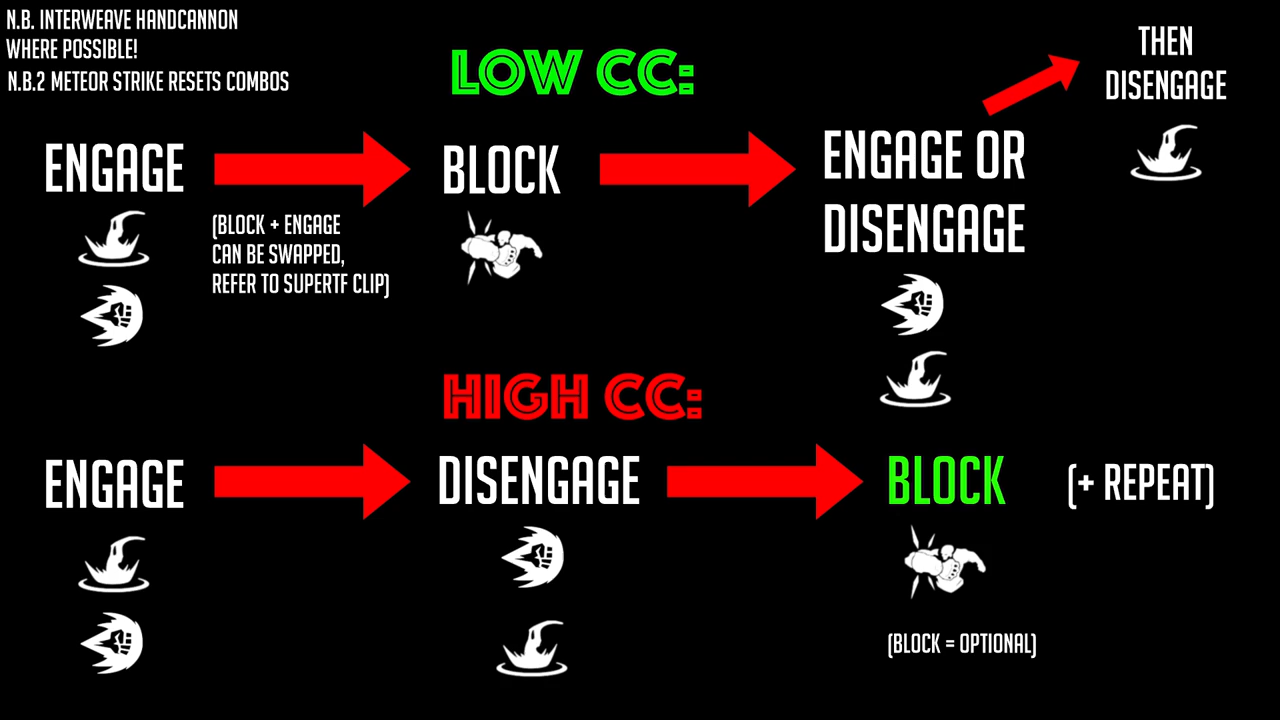 N.B. INTERWEAVE HANDCANNON
WHERE POSSIBLE!
N.B.2 METEOR STRIKE RESETS COMBOS
LOW CC:
THEN
DISENGAGE
ENGAGE
BLOCK
ENGAGE OR
DISENGAGE
(BLOCK + ENGAGE
CAN BE SWAPPED,
REFER TO SUPERTF CLIP)
HIGH CC:
ENGAGE
DISENGAGE
BLOCK
(+ REPEAT)
(BLOCK = OPTIONAL)